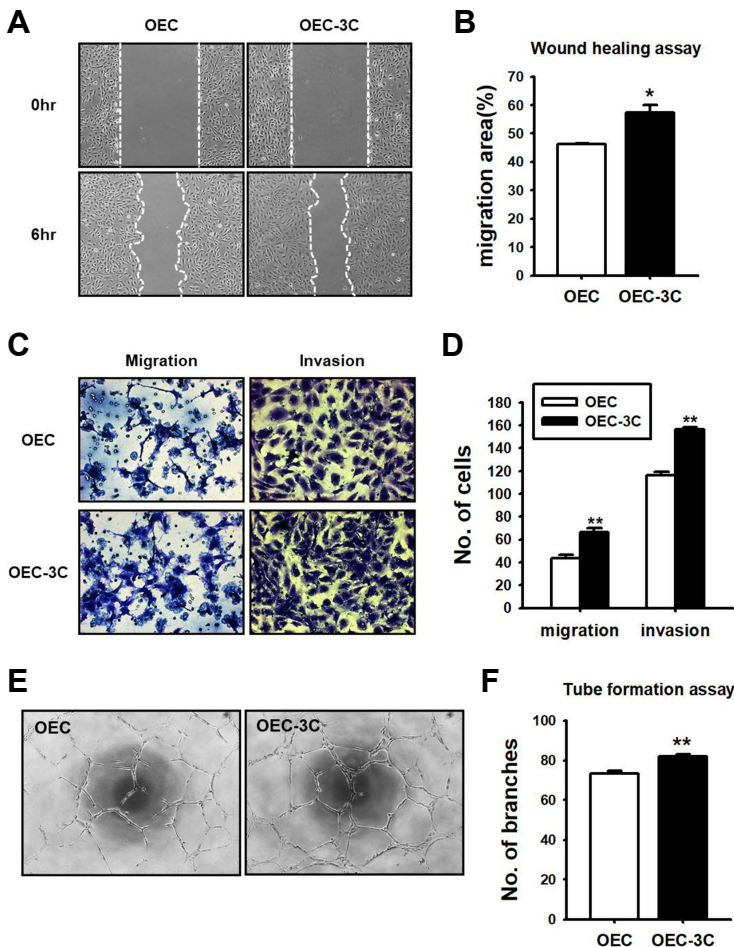 A
OEC
OEC-3C
0hr
6hr
B
Wound healing assay
migration area(%)
70
60
50
40
30
20
10
0
*
OEC
OEC-3C
C
Migration
Invasion
OEC
OEC-3C
D
No. of cells
180
160
140
120
100
80
60
40
20
0
OEC
OEC-3C
**
**
migration
invasion
E
OEC
OEC-3C
F
Tube formation assay
No. of branches
100
80
60
40
20
0
**
OEC
OEC-3C